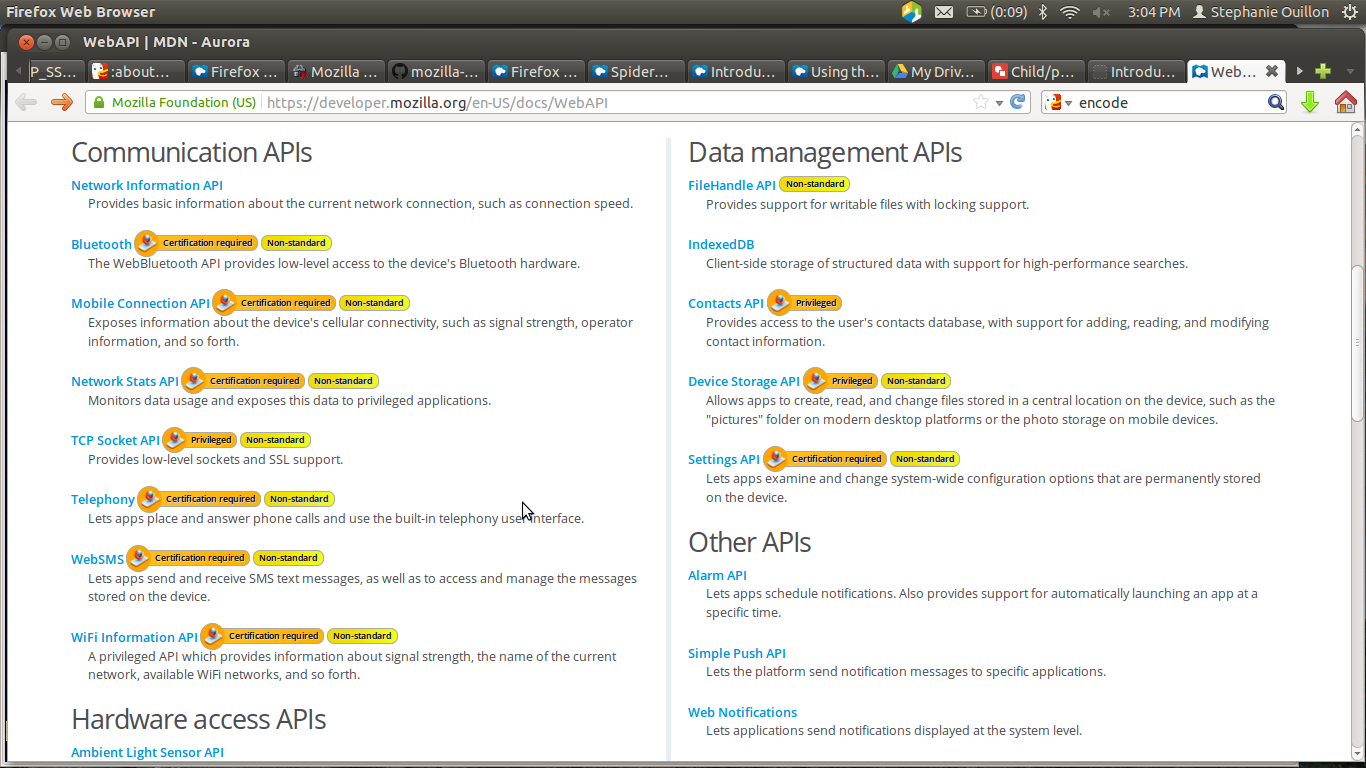 Firefox Web Browser
(0:09)
3:04 PM
Stephanie Ouillon
WebAPI | MDN - Aurora
P_SS...
:about...
Firefox ...
Mozilla ...
mozilla-...
Firefox ...
Spider...
Introdu...
Using th...
My Driv...
Child/p...
Introdu...
Web...
Mozilla Foundation (US)
https://developer.mozilla.org/en-US/docs/WebAPI
encode
Communication APIs
Network Information API
Provides basic information about the current network connection, such as connection speed.
Bluetooth Certification required Non-standard
The WebBluetooth API provides low-level access to the device's Bluetooth hardware.
Mobile Connection API Certification required Non-standard
Exposes information about the device's cellular connectivity, such as signal strength, operator
information, and so forth.
Network Stats API Certification required Non-standard
Monitors data usage and exposes this data to privileged applications.
TCP Socket API Privileged Non-standard
Provides low-level sockets and SSL support.
Telephony Certification required Non-standard
Lets apps place and answer phone calls and use the built-in telephony user interface.
WebSMS Certification required Non-standard
Lets apps send and receive SMS text messages, as well as to access and manage the messages
stored on the device.
WiFi Information API Certification required Non-standard
A privileged API which provides information about signal strength, the name of the current
network, available WiFi networks, and so forth.
Hardware access APIs
Ambient Light Sensor API
Data management APIs
FileHandle API Non-standard
Provides support for writable files with locking support.
IndexedDB
Client-side storage of structured data with support for high-performance searches.
Contacts API Privileged
Provides access to the user's contacts database, with support for adding, reading, and modifying
contact information.
Device Storage API Privileged Non-standard
Allows apps to create, read, and change files stored in a central location on the device, such as the
"pictures" folder on modern desktop platforms or the photo storage on mobile devices.
Settings API Certification required Non-standard
Lets apps examine and change system-wide configuration options that are permanently stored
on the device.
Other APIs
Alarm API
Lets apps schedule notifications. Also provides support for automatically launching an app at a
specific time.
Simple Push API
Lets the platform send notification messages to specific applications.
Web Notifications
Lets applications send notifications displayed at the system level.